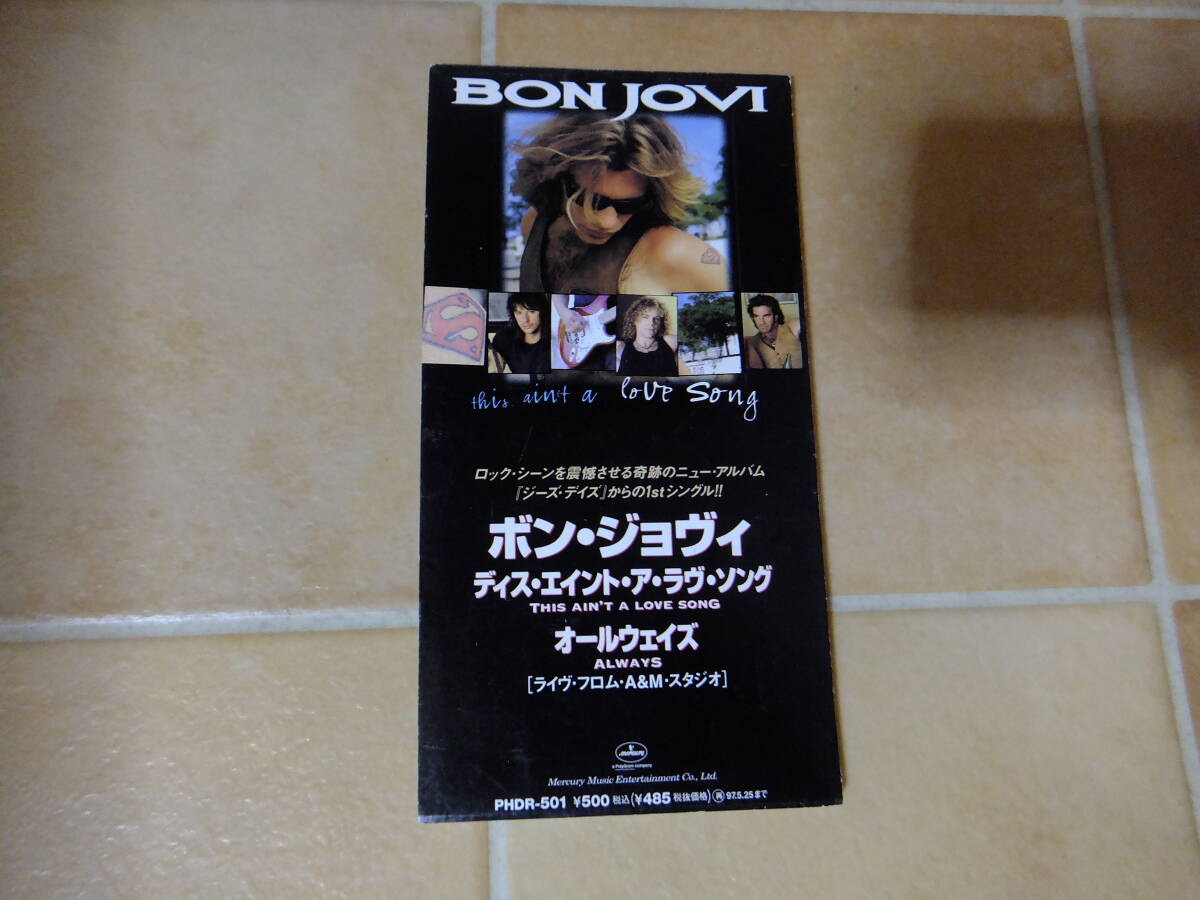 BON JOVI
S
this ain't a love song
ロック・シーンを震憾させる奇跡のニュー・アルバム
『ジーズ・デイズ』からの1stシングル!!
ボン・ジョヴィ
ディス・エイント・ア・ラヴ・ソング
THIS AIN'T A LOVE SONG
オールウェイズ
ALWAYS
[ライヴ・フロム・A&M・スタジオ]
mercury
a PolyGram company
Mercury Music Entertainment Co., Ltd.
PHDR-501 ¥500 税込(¥485 税抜価格) 再 97.5.25まで